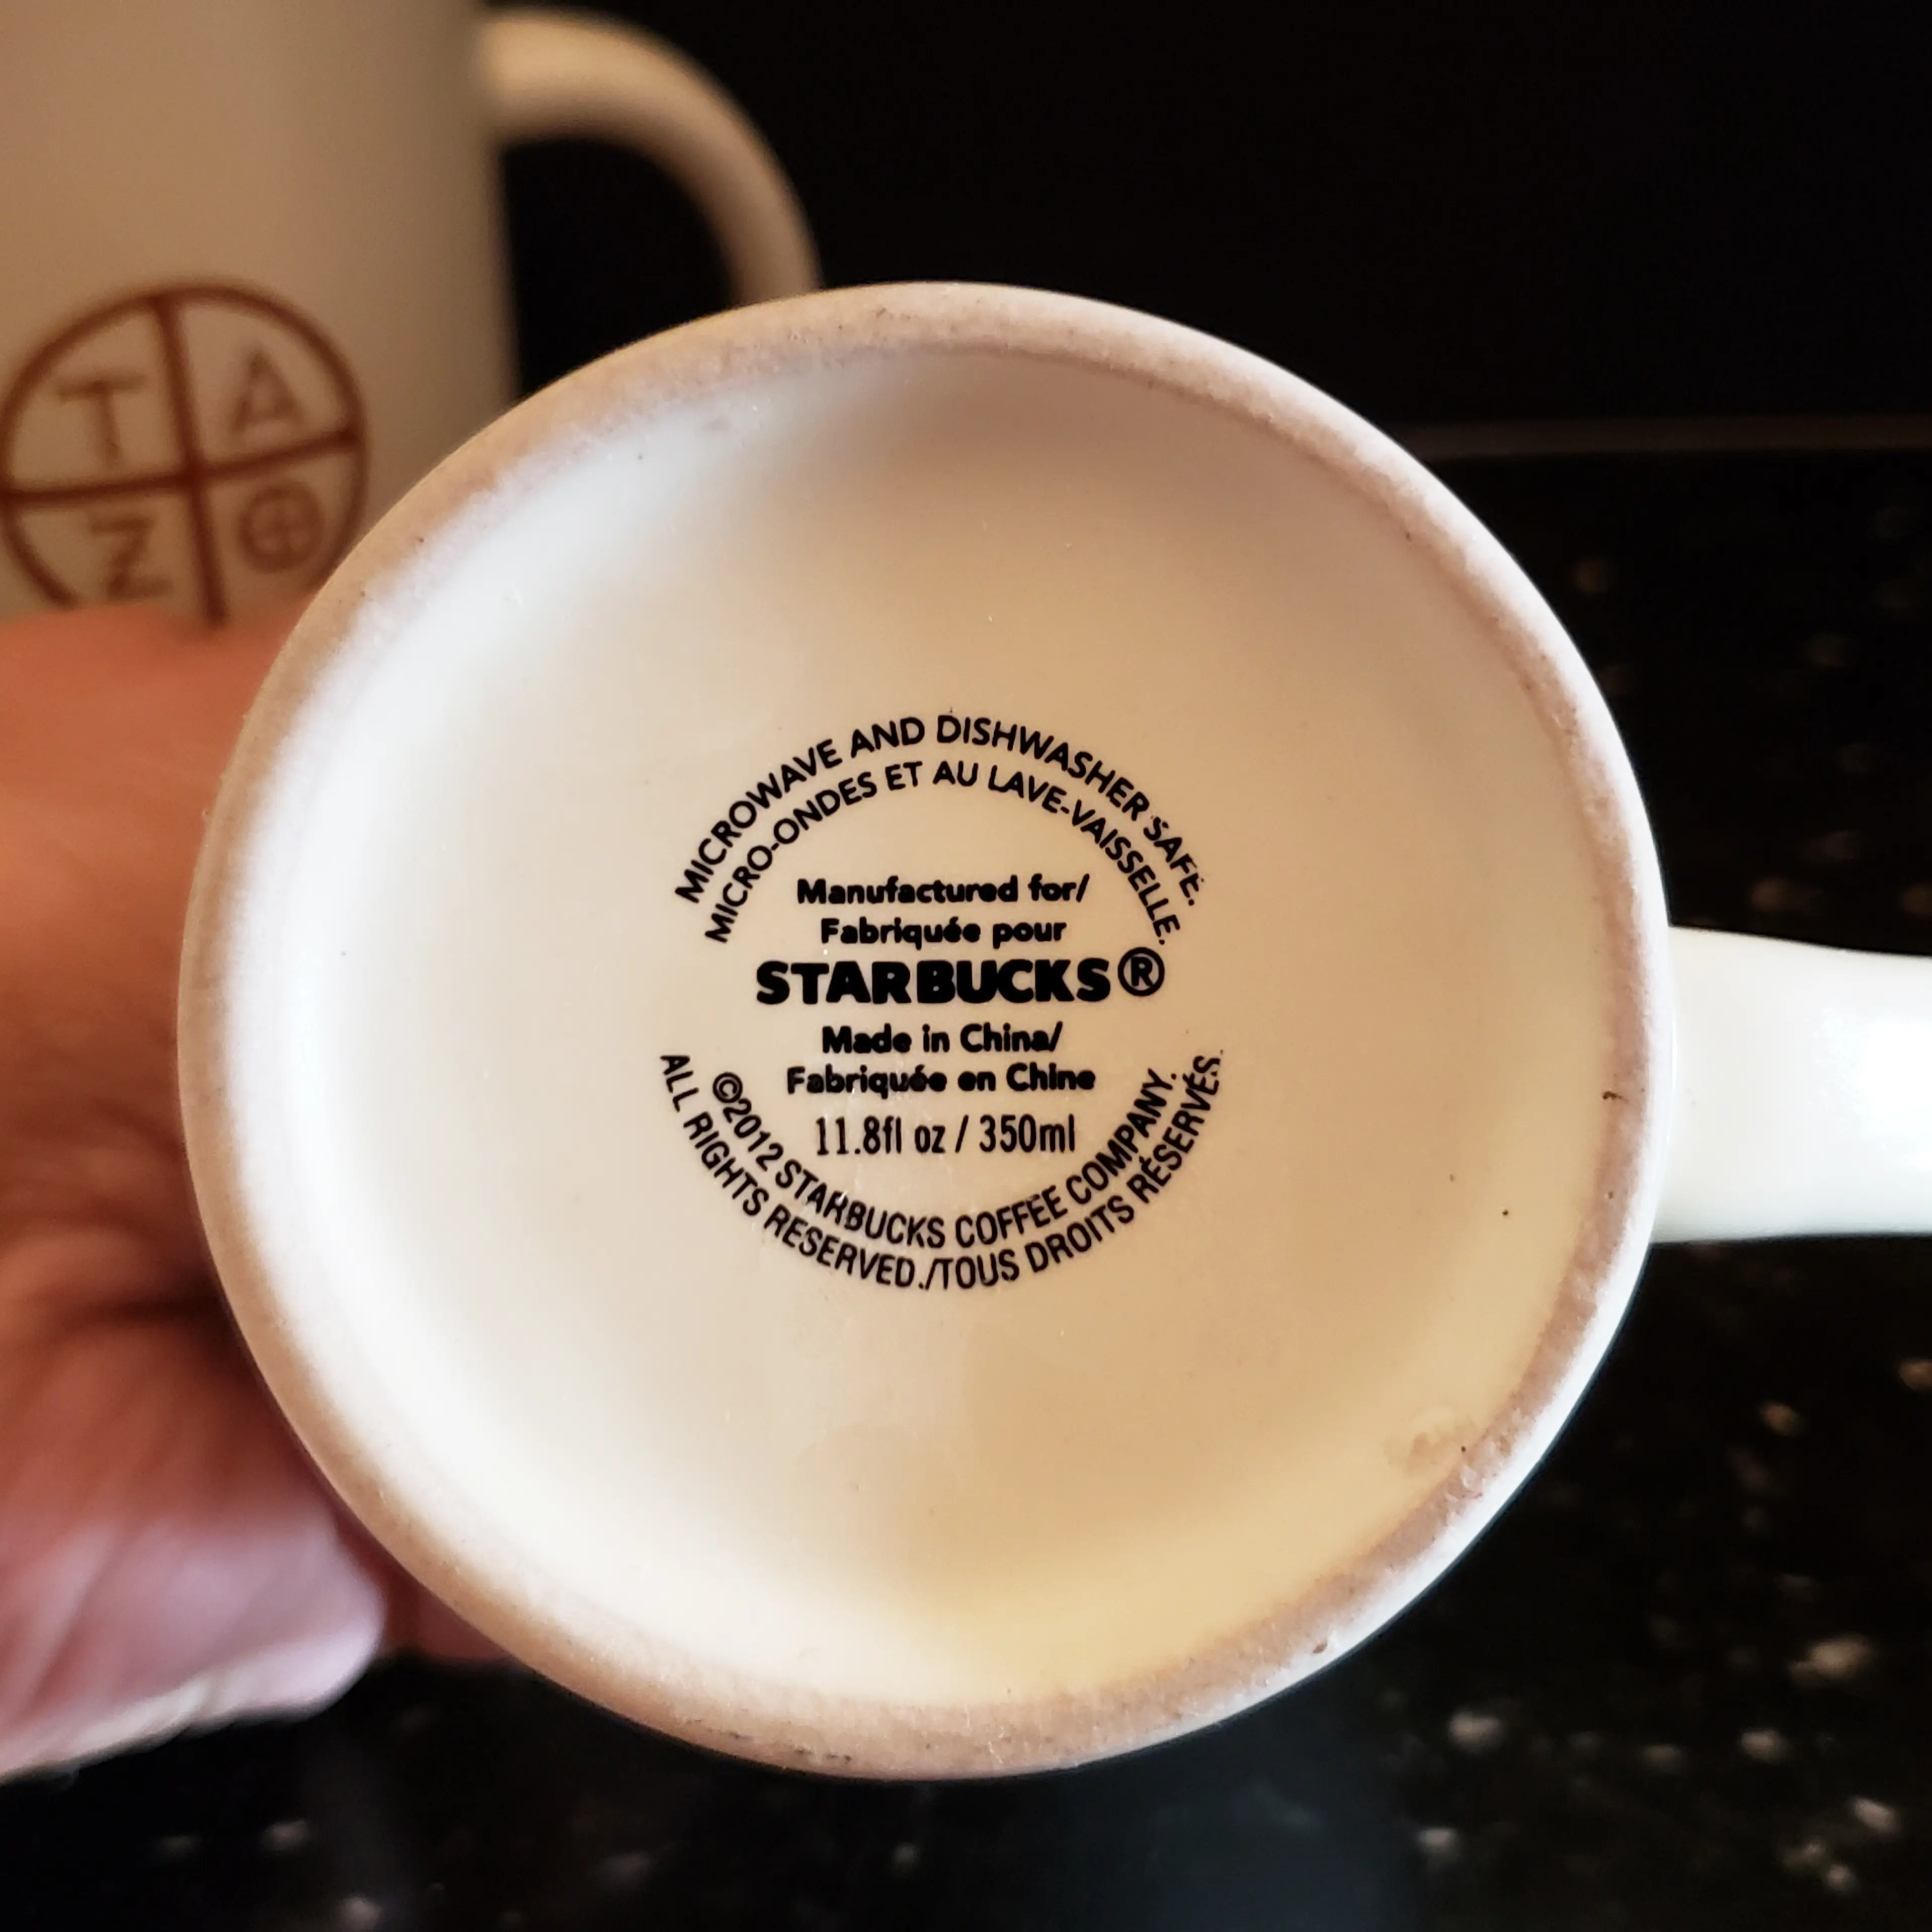 T A
Z O
MICROWAVE AND DISHWASHER SAFE.
MICRO-ONDES ET AU LAVE-VAISSELLE.
Manufactured for/
Fabriquée pour
STARBUCKS®
Made in China/
Fabriquée en Chine
11.8fl oz / 350ml
©2012 STARBUCKS COFFEE COMPANY.
ALL RIGHTS RESERVED./TOUS DROITS RÉSERVÉS.